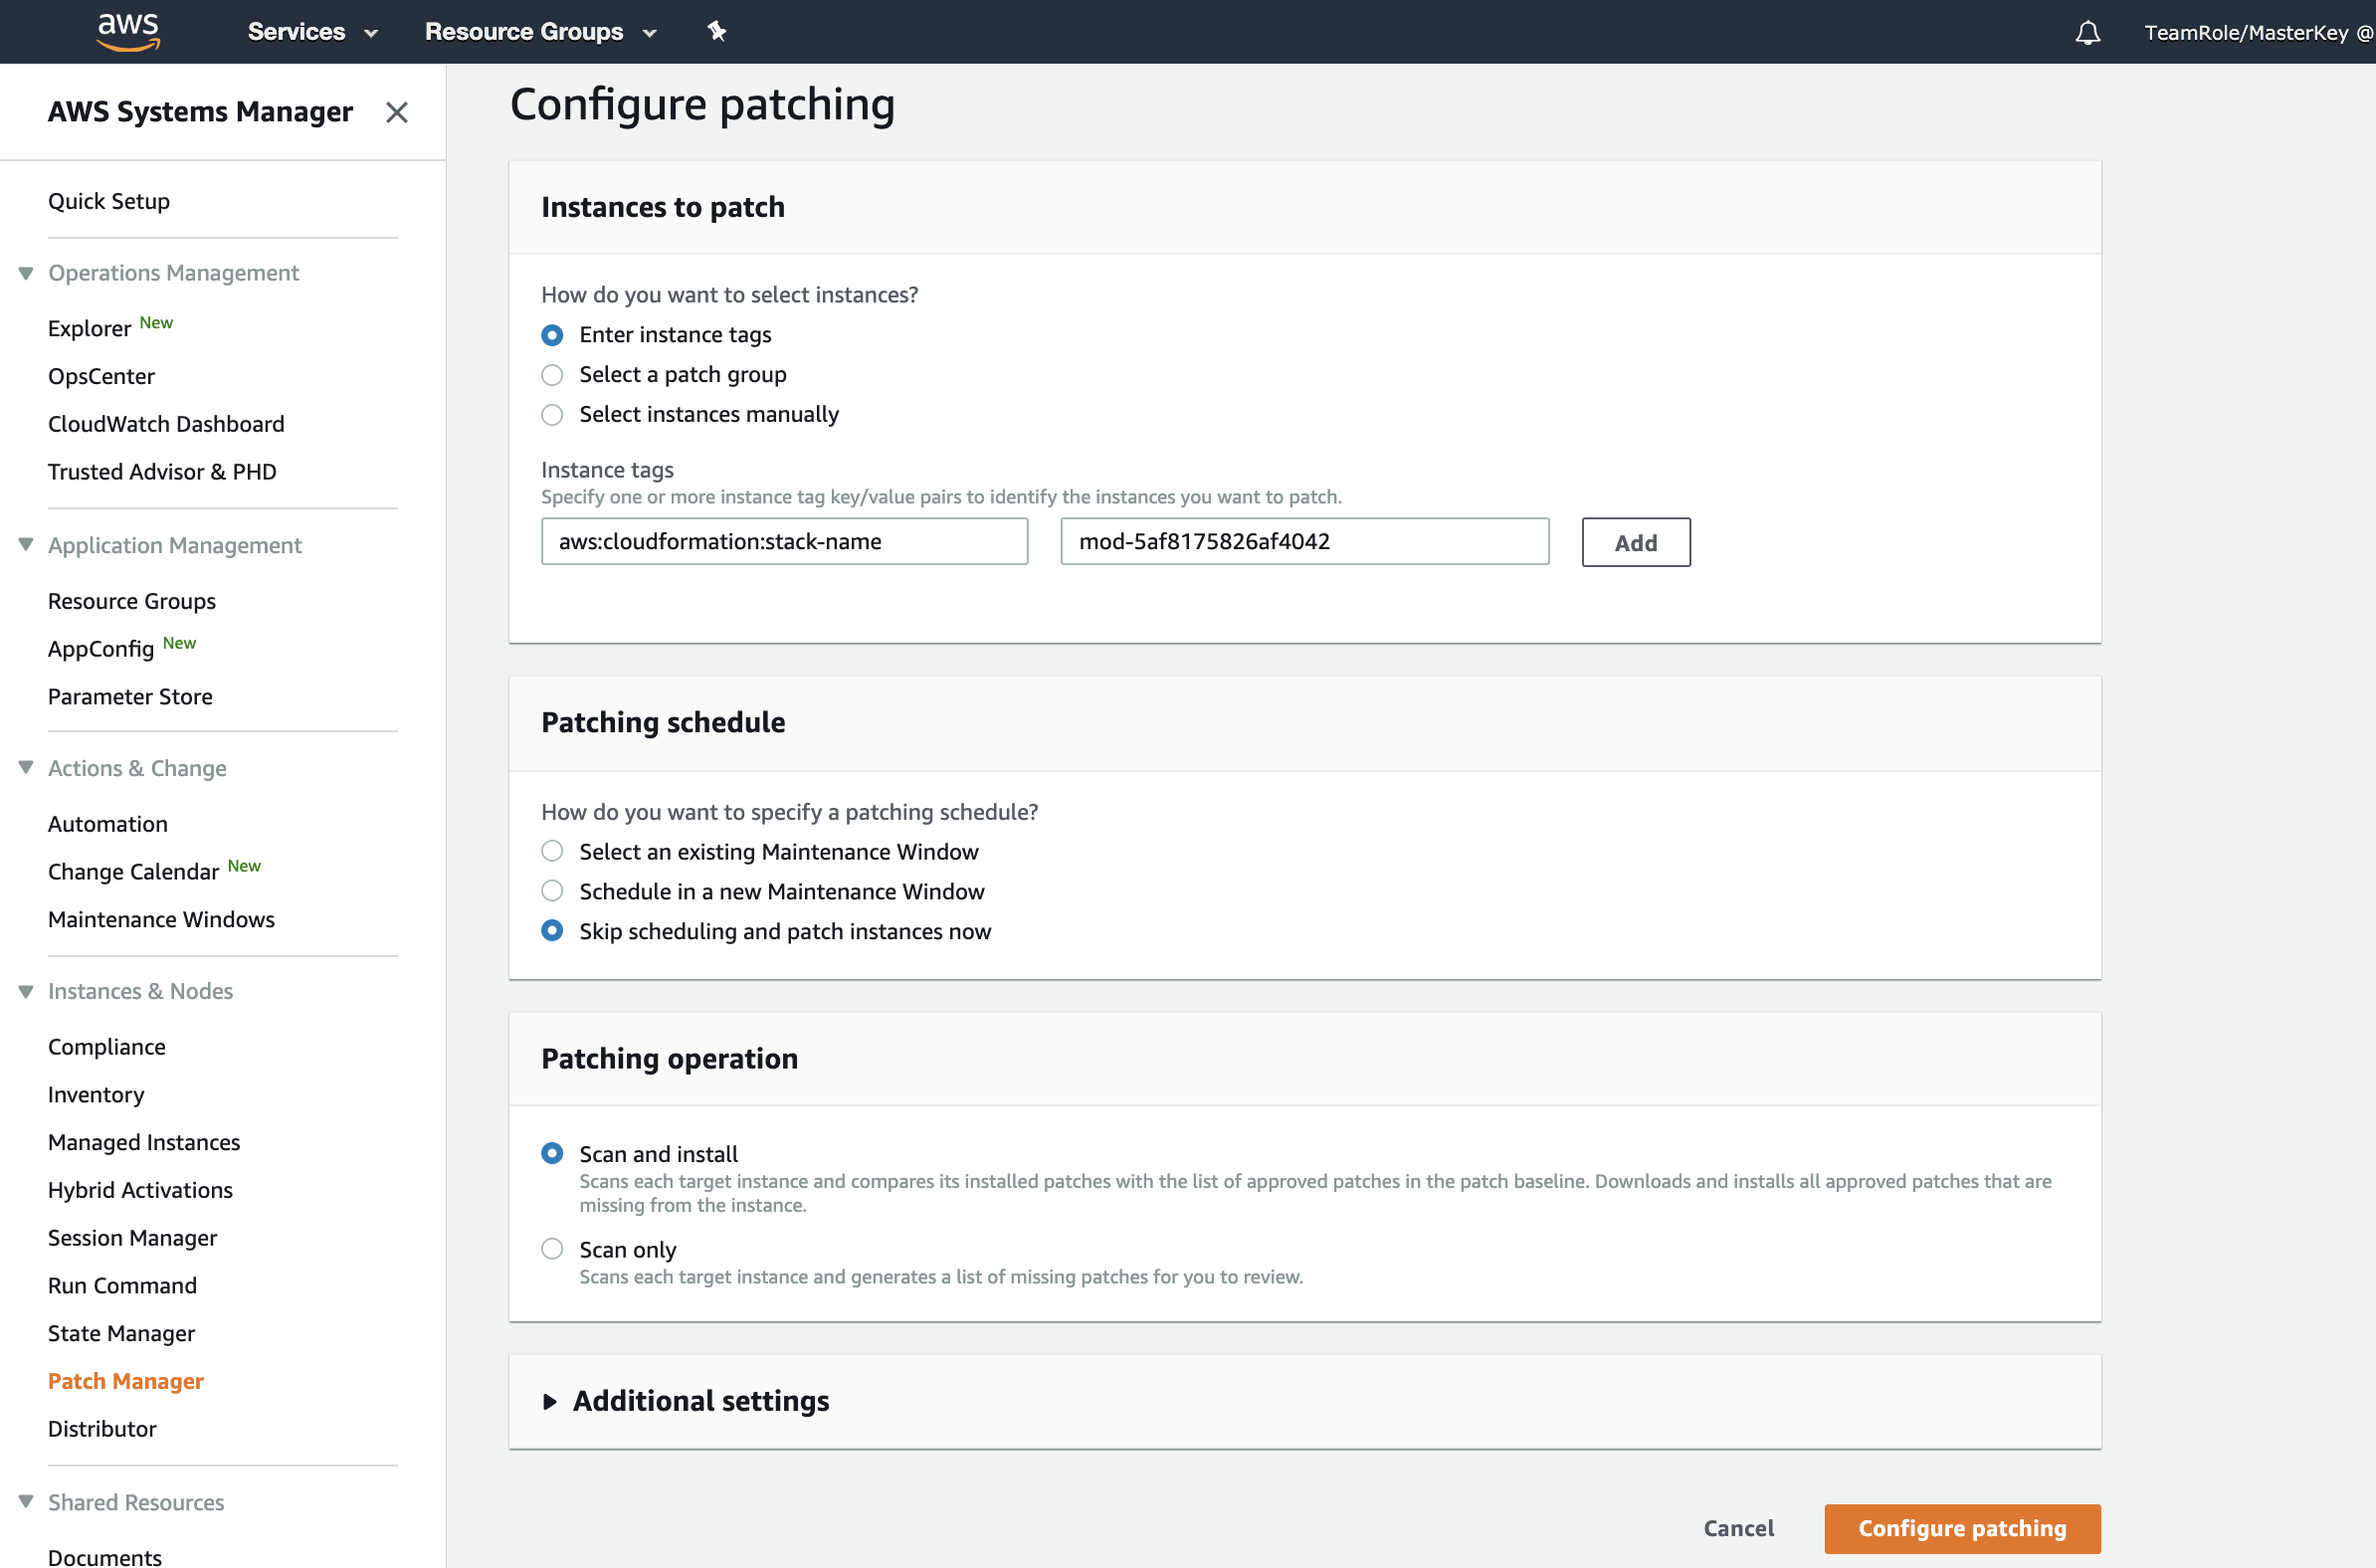 aws
Services
Resource Groups
TeamRole/MasterKey @
AWS Systems Manager
Quick Setup
Operations Management
Explorer New
OpsCenter
CloudWatch Dashboard
Trusted Advisor & PHD
Application Management
Resource Groups
AppConfig New
Parameter Store
Actions & Change
Automation
Change Calendar New
Maintenance Windows
Instances & Nodes
Compliance
Inventory
Managed Instances
Hybrid Activations
Session Manager
Run Command
State Manager
Patch Manager
Distributor
Shared Resources
Documents
Configure patching
Instances to patch
How do you want to select instances?
Enter instance tags
Select a patch group
Select instances manually
Instance tags
Specify one or more instance tag key/value pairs to identify the instances you want to patch.
aws:cloudformation:stack-name
mod-5af8175826af4042
Add
Patching schedule
How do you want to specify a patching schedule?
Select an existing Maintenance Window
Schedule in a new Maintenance Window
Skip scheduling and patch instances now
Patching operation
Scan and install
Scans each target instance and compares its installed patches with the list of approved patches in the patch baseline. Downloads and installs all approved patches that are
missing from the instance.
Scan only
Scans each target instance and generates a list of missing patches for you to review.
Additional settings
Cancel
Configure patching